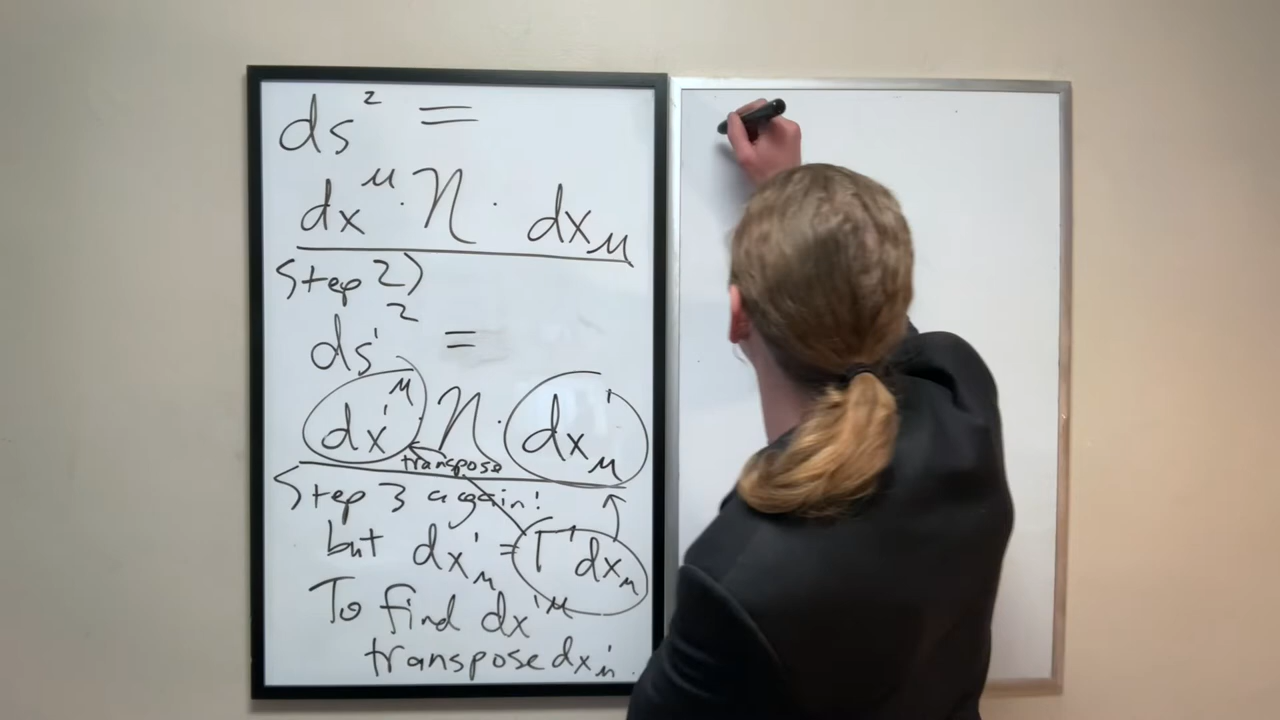 ds² =
dx^μ · η · dx_μ
Step 2)
ds'² =
dx'^μ · η · dx'_μ
transpose
Step 3 again!
but dx'_μ = Γ' dx_μ
To find dx'^μ
transpose dx'_μ.